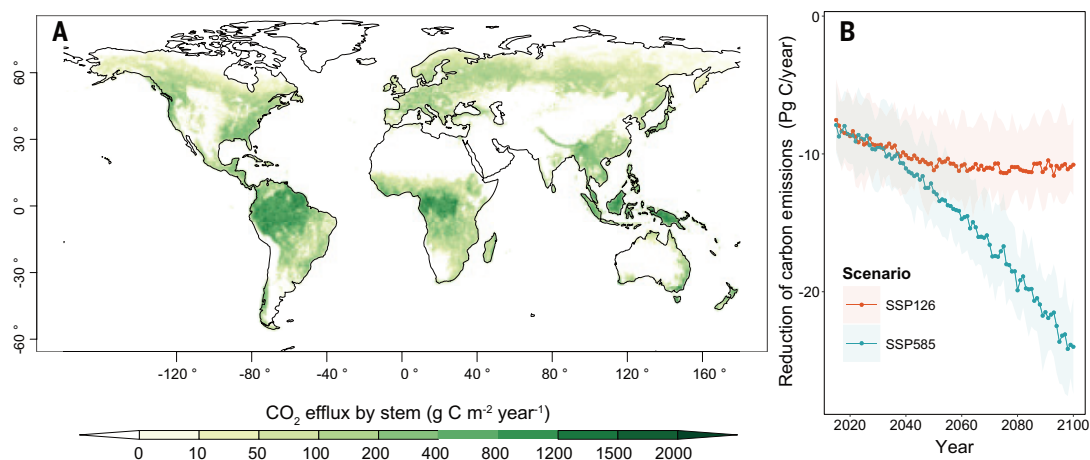 A
60 °
30 °
0 °
-30 °
-60 °
-120 °
-80 °
-40 °
0 °
40 °
80 °
120 °
160 °
CO₂ efflux by stem (g C m⁻² year⁻¹)
0 10 50 100 200 400 800 1200 1500 2000
B
Reduction of carbon emissions (Pg C/year)
0
-10
-20
Scenario
SSP126
SSP585
2020 2040 2060 2080 2100
Year